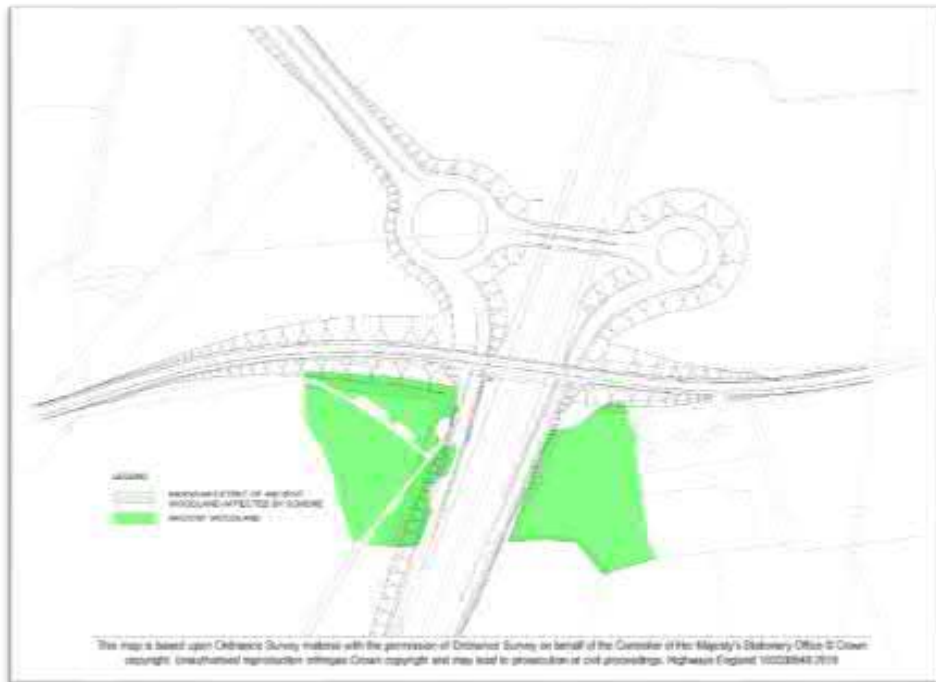 LEGEND
MAXIMUM EXTENT OF ANCIENT
WOODLAND AFFECTED BY SCHEME
ANCIENT WOODLAND
This map is based upon Ordnance Survey material with the permission of Ordnance Survey on behalf of the Controller of Her Majesty's Stationery Office © Crown
copyright. Unauthorised reproduction infringes Crown copyright and may lead to prosecution or civil proceedings. Highways England 2019